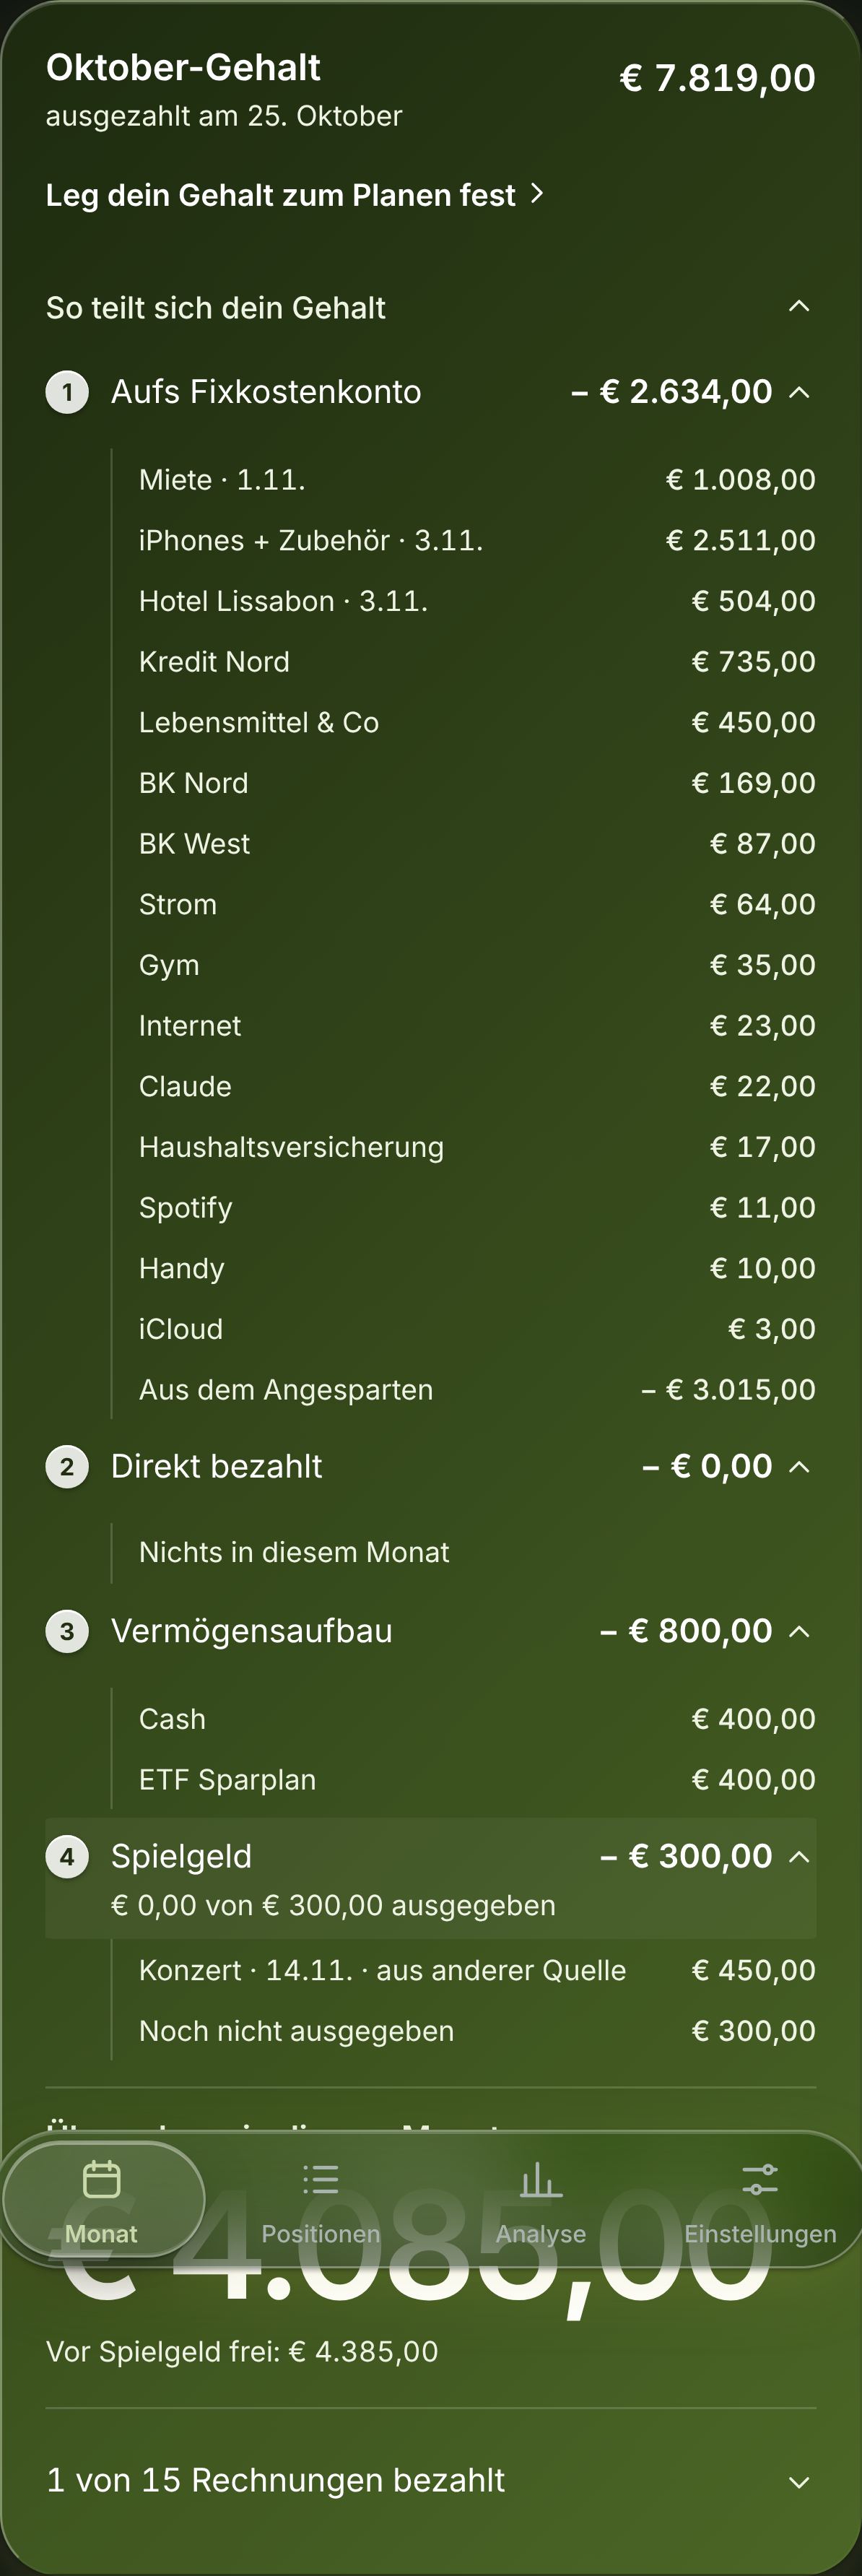 Oktober-Gehalt
€ 7.819,00
ausgezahlt am 25. Oktober
Leg dein Gehalt zum Planen fest
So teilt sich dein Gehalt
1 Aufs Fixkostenkonto – € 2.634,00
Miete · 1.11. € 1.008,00
iPhones + Zubehör · 3.11. € 2.511,00
Hotel Lissabon · 3.11. € 504,00
Kredit Nord € 735,00
Lebensmittel & Co € 450,00
BK Nord € 169,00
BK West € 87,00
Strom € 64,00
Gym € 35,00
Internet € 23,00
Claude € 22,00
Haushaltsversicherung € 17,00
Spotify € 11,00
Handy € 10,00
iCloud € 3,00
Aus dem Angesparten – € 3.015,00
2 Direkt bezahlt – € 0,00
Nichts in diesem Monat
3 Vermögensaufbau – € 800,00
Cash € 400,00
ETF Sparplan € 400,00
4 Spielgeld – € 300,00
€ 0,00 von € 300,00 ausgegeben
Konzert · 14.11. · aus anderer Quelle € 450,00
Noch nicht ausgegeben € 300,00
Monat Positionen Analyse Einstellungen
€ 4.085,00
Vor Spielgeld frei: € 4.385,00
1 von 15 Rechnungen bezahlt